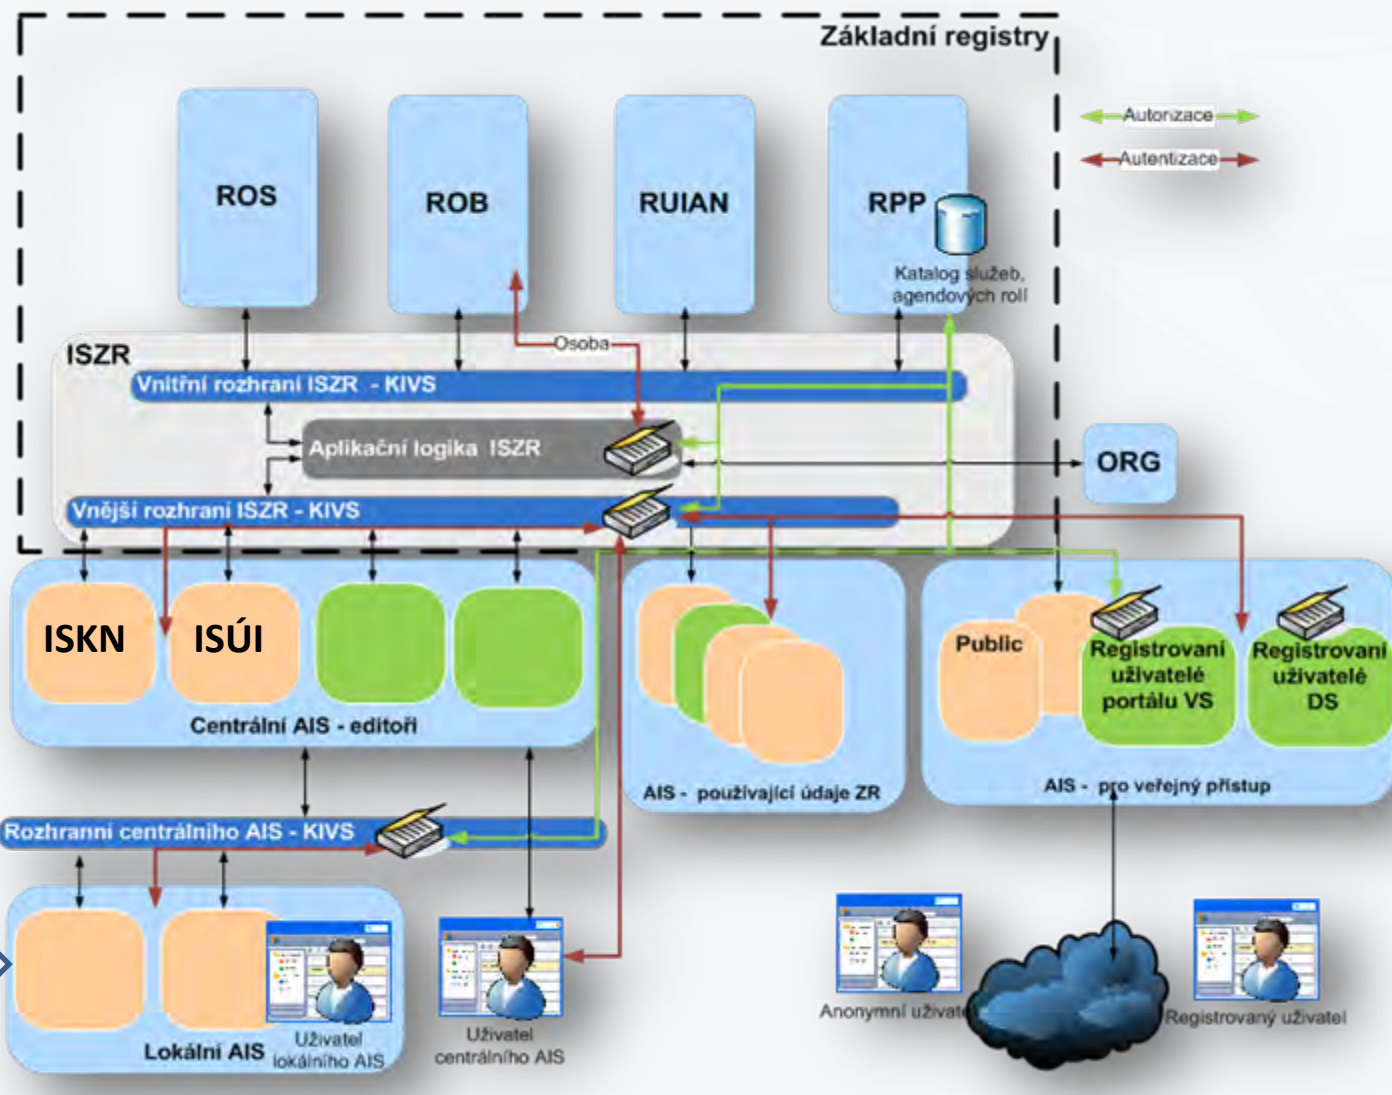 Základní registry
Autorizace
Autentizace
ROS
ROB
RUIAN
RPP
Katalog služeb,
agendových rolí
Osoba
ISZR
Vnitřní rozhraní ISZR - KIVS
Aplikační logika ISZR
ORG
Vnější rozhraní ISZR - KIVS
ISKN
ISÚI
Centrální AIS - editoři
AIS - používající údaje ZR
Public
Registrovaní
uživatelé
portálu VS
Registrovaní
uživatelé
DS
AIS - pro veřejný přístup
Rozhranní centrálního AIS - KIVS
Lokální AIS
Uživatel
lokálního AIS
Uživatel
centrálního AIS
Anonymní uživate
Registrovaný uživatel